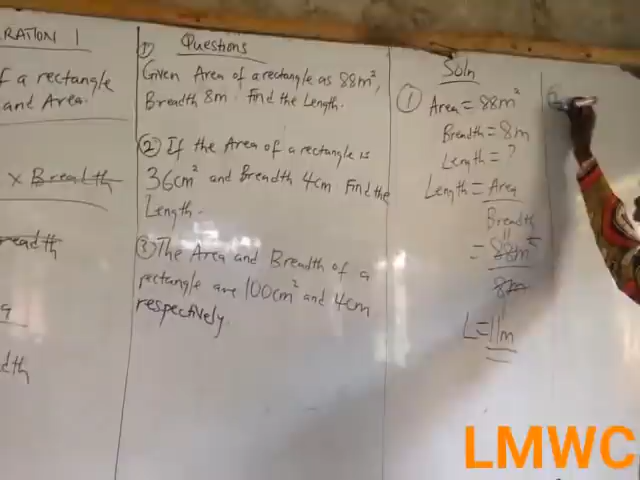 RATION 1
f a rectangle
and Area.
x Breadth
readth
dth
①
Questions
Given Area of a rectangle as 88m²,
Breadth 8m. Find the Length.
② If the Area of a rectangle is
36cm² and Breadth 4cm Find the
Length.
③ The Area and Breadth of a
rectangle are 100cm² and 4cm
respectively.
Soln
① Area = 88m²
Breadth = 8m
Length = ?
Length = Area
Breadth
11
= 88m²
8m
L = 11m
LMWC